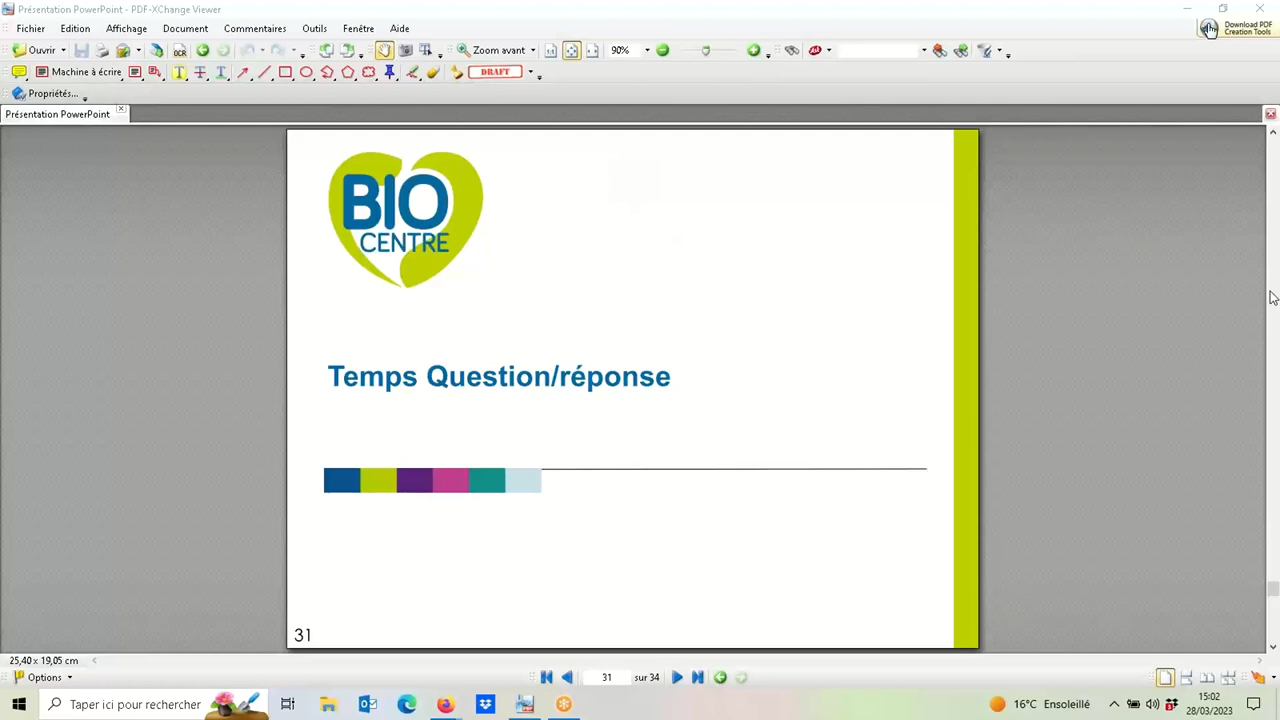 Présentation PowerPoint - PDF-XChange Viewer
Fichier Edition Affichage Document Commentaires Outils Fenêtre Aide
Download PDF
Creation Tools
Ouvrir OCR Zoom avant 90%
Machine à écrire T T T DRAFT
Propriétés...
Présentation PowerPoint
BIO
CENTRE
Temps Question/réponse
31
25,40 x 19,05 cm
Options 31 sur 34
Taper ici pour rechercher 16°C Ensoleillé 15:02
28/03/2023